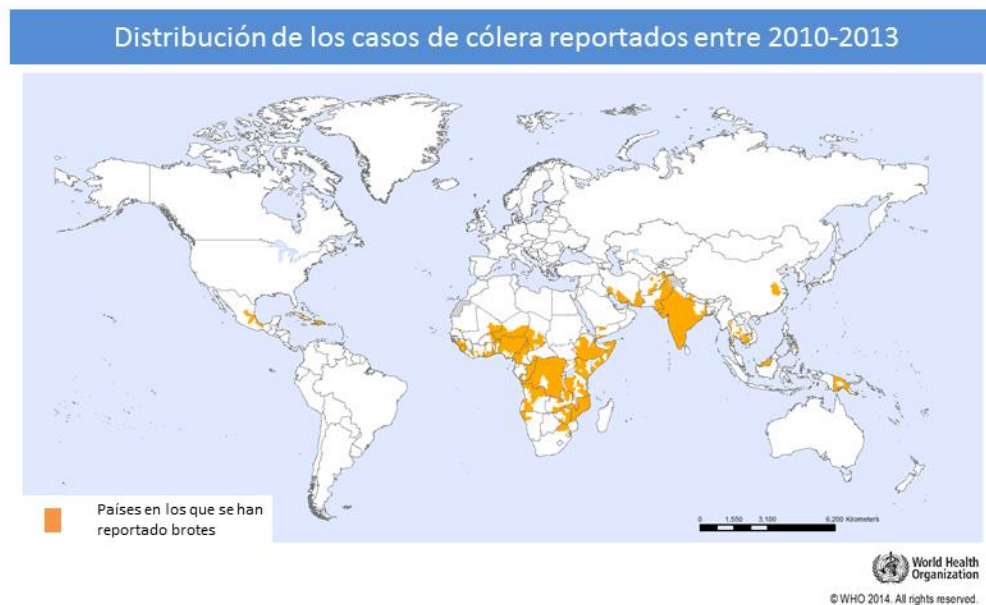 Distribución de los casos de cólera reportados entre 2010-2013
Países en los que se han
reportado brotes
0 1,550 3,100 6,200 Kilometers
World Health
Organization
© WHO 2014. All rights reserved.